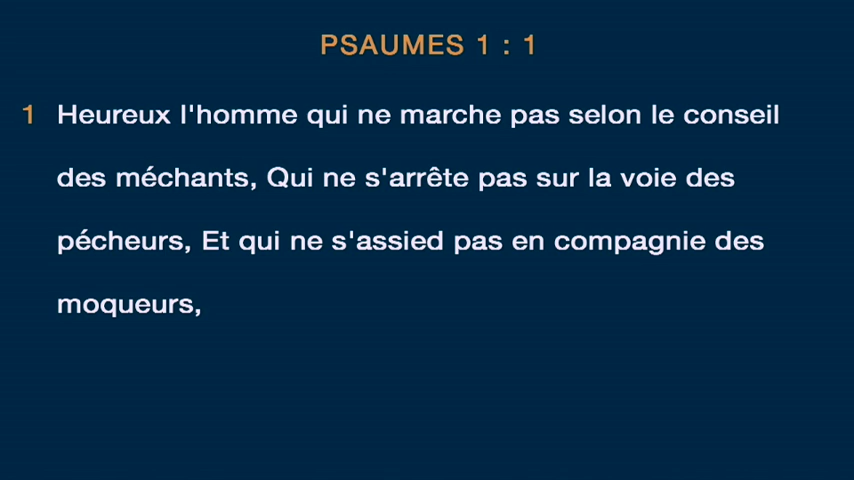 PSAUMES 1 : 1
1 Heureux l'homme qui ne marche pas selon le conseil
des méchants, Qui ne s'arrête pas sur la voie des
pécheurs, Et qui ne s'assied pas en compagnie des
moqueurs,